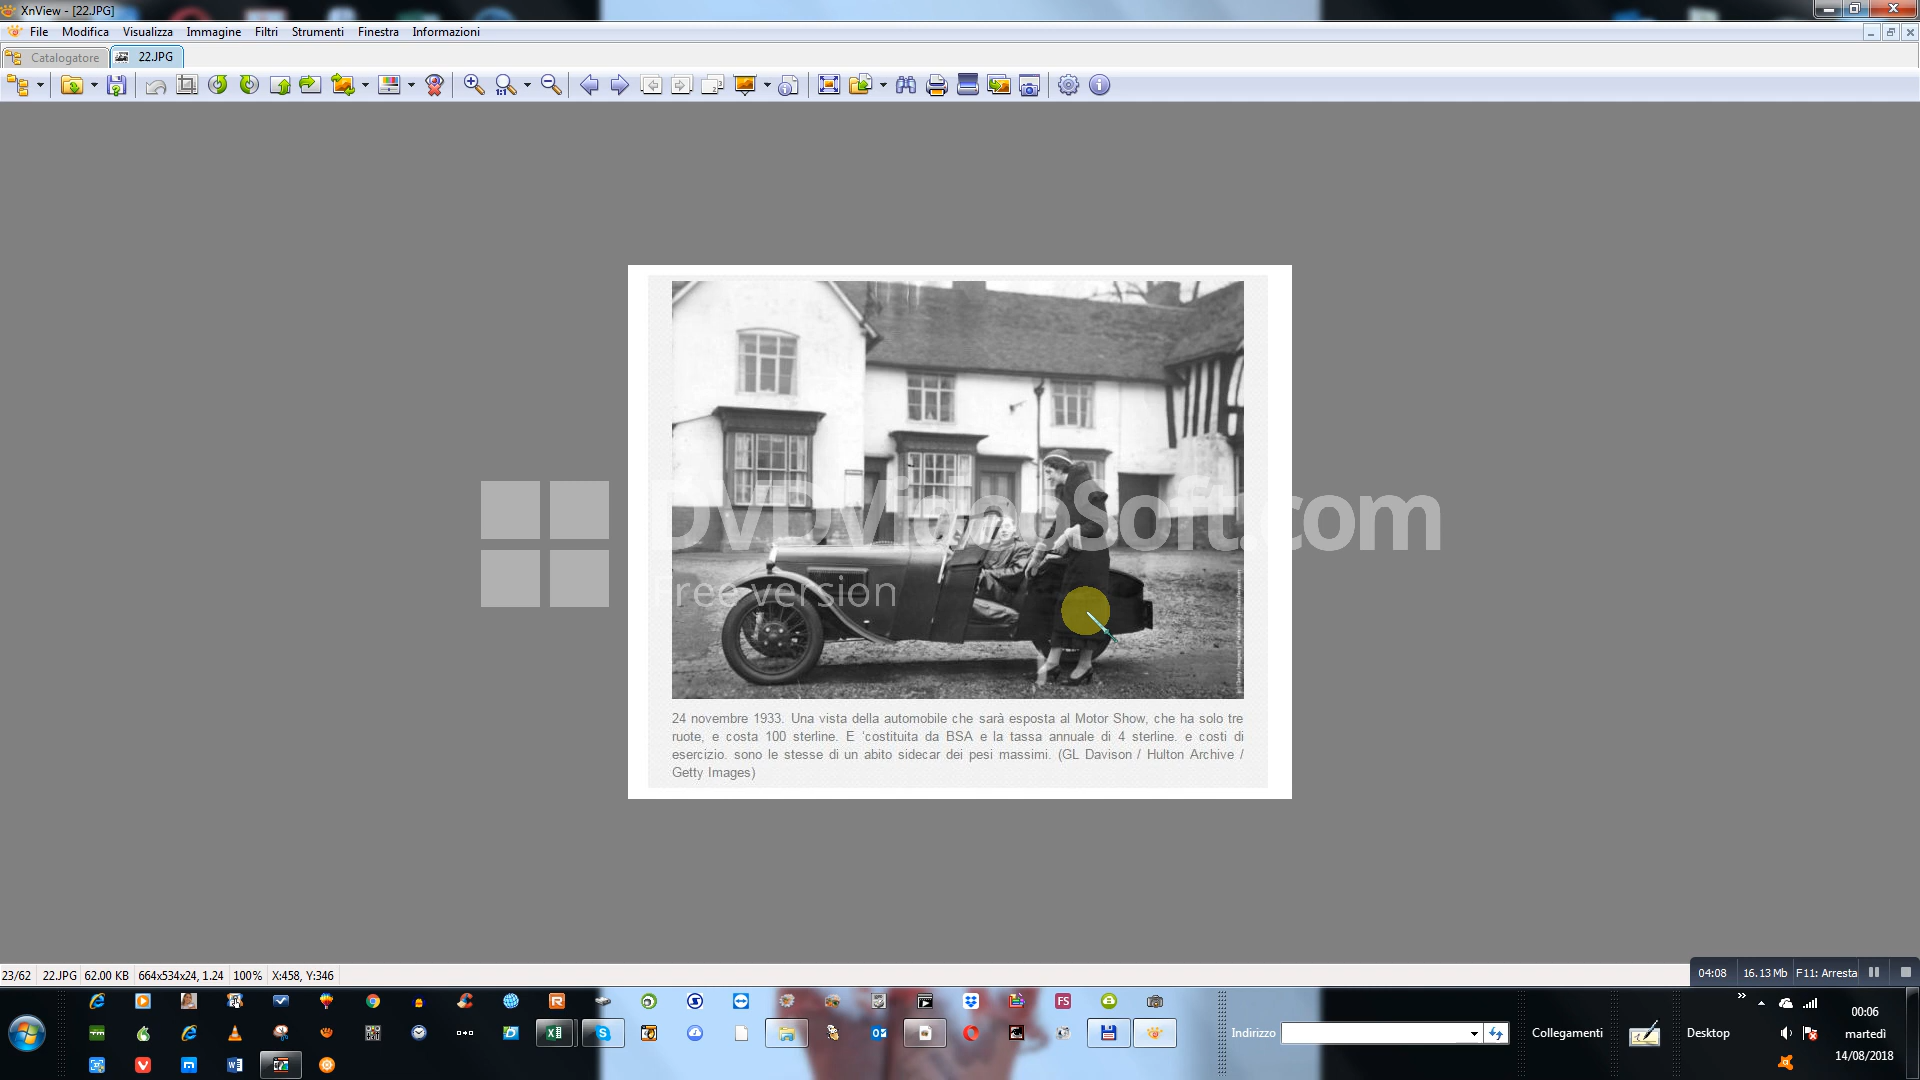 XnView - [22.JPG]
File Modifica Visualizza Immagine Filtri Strumenti Finestra Informazioni
Catalogatore 22.JPG
DVDVideoSoft.com
Free version
24 novembre 1933. Una vista della automobile che sarà esposta al Motor Show, che ha solo tre
ruote, e costa 100 sterline. E 'costituita da BSA e la tassa annuale di 4 sterline. e costi di
esercizio. sono le stesse di un abito sidecar dei pesi massimi. (GL Davison / Hulton Archive /
Getty Images)
23/62 22.JPG 62.00 KB 664x534x24, 1.24 100% X:458, Y:346
04:08 16.13 Mb F11: Arresta
Indirizzo Collegamenti Desktop
00:06
martedì
14/08/2018